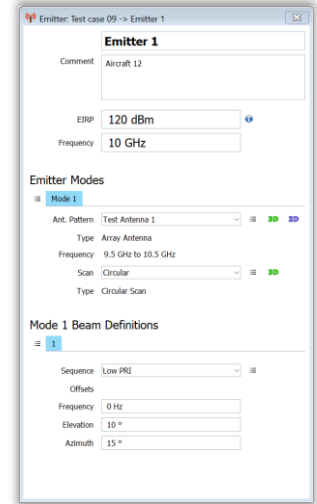 Emitter: Test case 09 -> Emitter 1
Emitter 1
Comment Aircraft 12
EIRP 120 dBm
Frequency 10 GHz
Emitter Modes
Mode 1
Ant. Pattern Test Antenna 1 3D 2D
Type Array Antenna
Frequency 9.5 GHz to 10.5 GHz
Scan Circular 3D
Type Circular Scan
Mode 1 Beam Definitions
1
Sequence Low PRI
Offsets
Frequency 0 Hz
Elevation 10 °
Azimuth 15 °